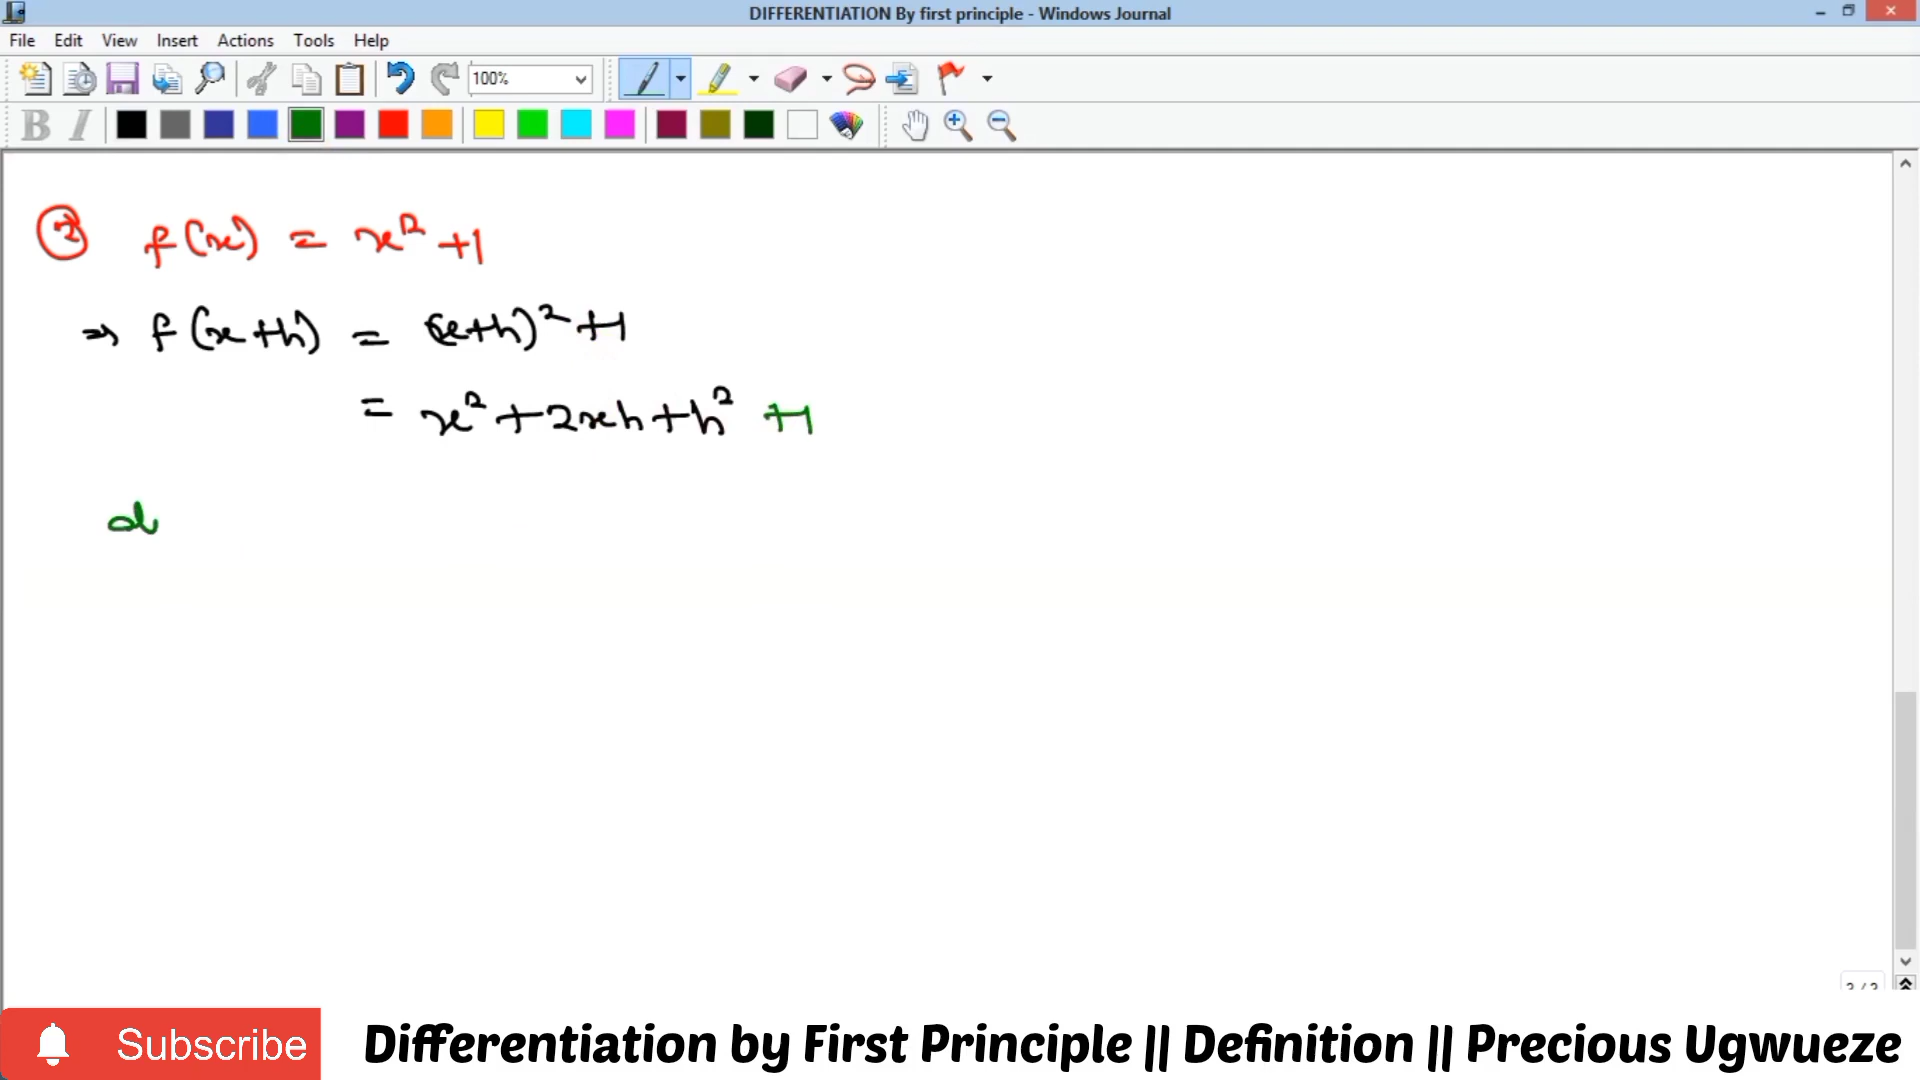 DIFFERENTIATION By first principle - Windows Journal
File Edit View Insert Actions Tools Help
100%
B I
② f(x) = x² +1
⇒ f(x+h) = (x+h)² +1
= x² +2xh+h² +1
d
Subscribe
Differentiation by First Principle || Definition || Precious Ugwueze